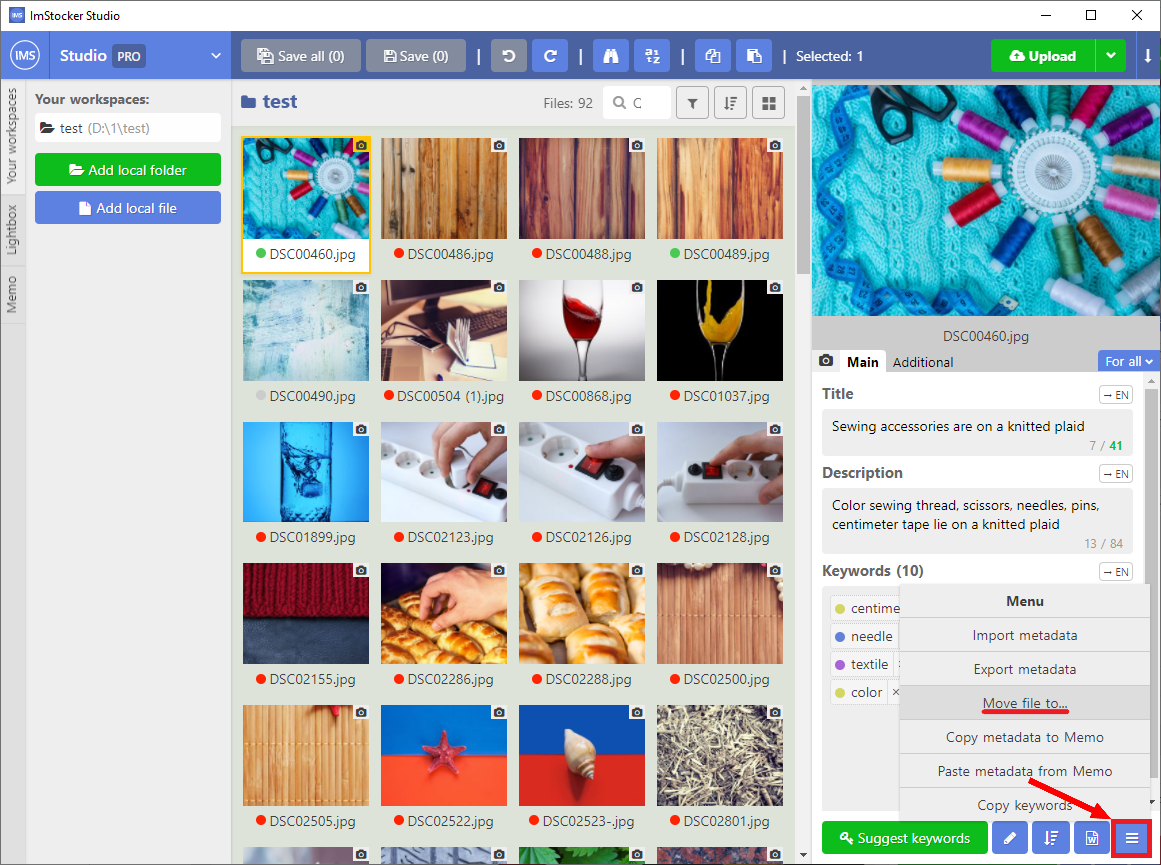 IMS ImStocker Studio
IMS Studio PRO
Save all (0) Save (0) | | | Selected: 1 Upload
Your workspaces
Lightbox
Memo
Your workspaces:
test (D:\1\test)
Add local folder
Add local file
test Files: 92 C
DSC00460.jpg DSC00486.jpg DSC00488.jpg DSC00489.jpg
DSC00490.jpg DSC00504 (1).jpg DSC00868.jpg DSC01037.jpg
DSC01899.jpg DSC02123.jpg DSC02126.jpg DSC02128.jpg
DSC02155.jpg DSC02286.jpg DSC02288.jpg DSC02500.jpg
DSC02505.jpg DSC02522.jpg DSC02523-.jpg DSC02801.jpg
DSC00460.jpg
Main Additional For all
Title → EN
Sewing accessories are on a knitted plaid
7 / 41
Description → EN
Color sewing thread, scissors, needles, pins,
centimeter tape lie on a knitted plaid
13 / 84
Keywords (10) → EN
centime
needle
textile
color ×
Menu
Import metadata
Export metadata
Move file to...
Copy metadata to Memo
Paste metadata from Memo
Copy keywords
Suggest keywords